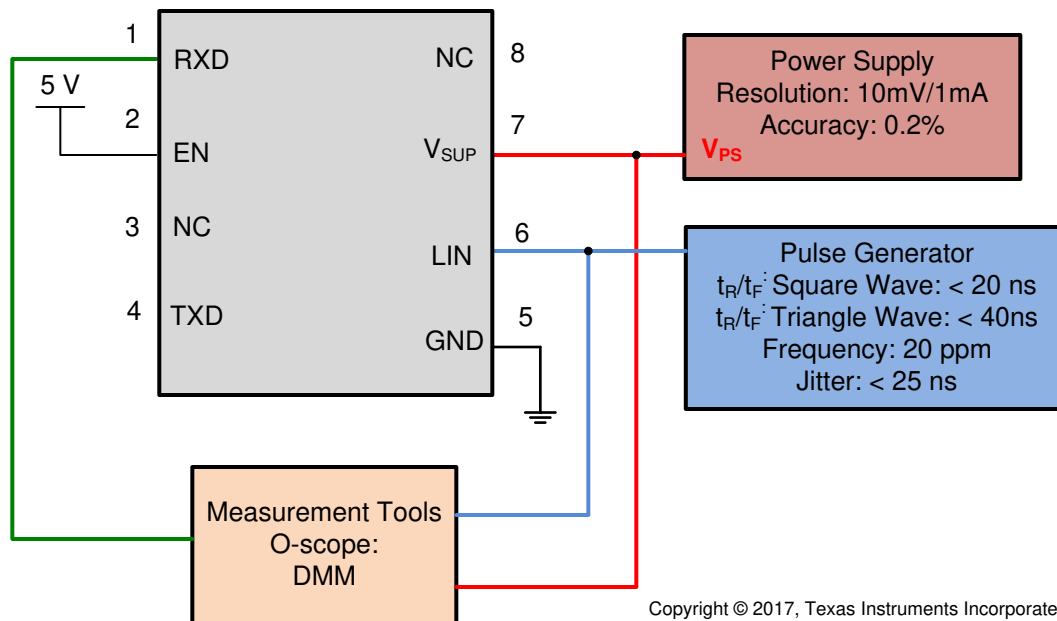 1
RXD
NC
8
5 V
2
EN
7
VSUP
3
NC
6
LIN
4
TXD
5
GND
Power Supply
Resolution: 10mV/1mA
Accuracy: 0.2%
VPS
Pulse Generator
tR/tF: Square Wave: < 20 ns
tR/tF: Triangle Wave: < 40ns
Frequency: 20 ppm
Jitter: < 25 ns
Measurement Tools
O-scope:
DMM
Copyright © 2017, Texas Instruments Incorporate